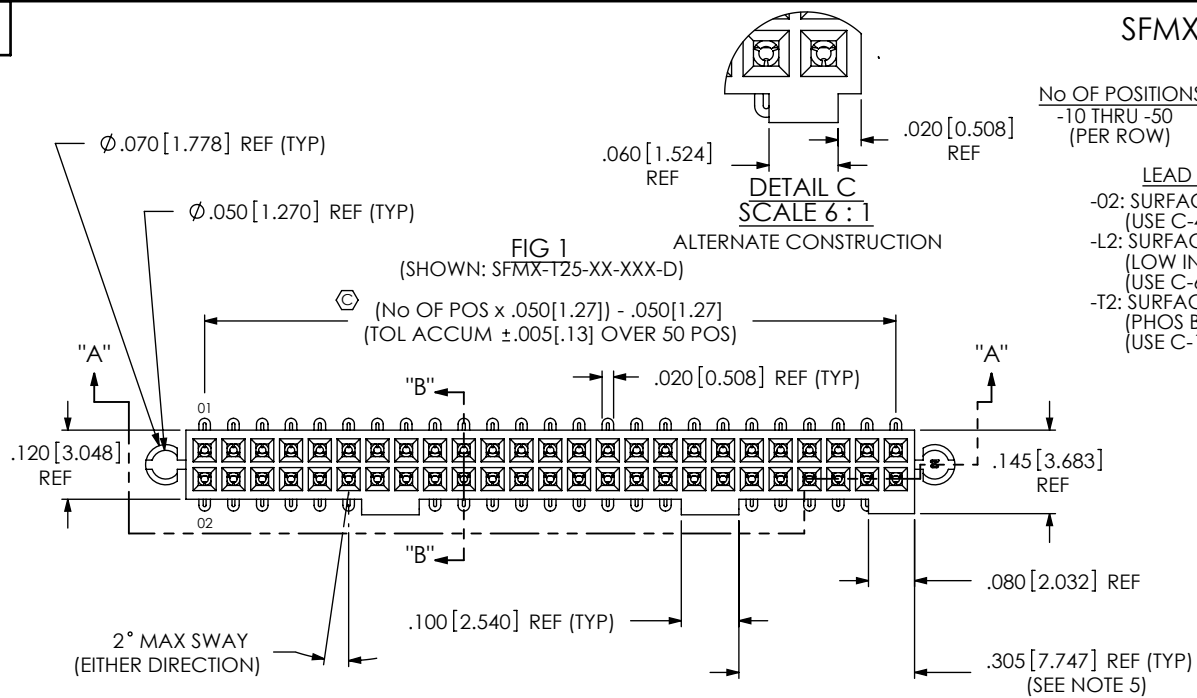 SFMX
No OF POSITIONS
-10 THRU -50
(PER ROW)
LEAD
-02: SURFAC
(USE C-
-L2: SURFAC
(LOW IN
(USE C-
-T2: SURFAC
(PHOS B
(USE C-
.020 [0.508]
REF
.060 [1.524]
REF
DETAIL C
SCALE 6 : 1
ALTERNATE CONSTRUCTION
Ø.070 [1.778] REF (TYP)
Ø.050 [1.270] REF (TYP)
FIG 1
(SHOWN: SFMX-T25-XX-XXX-D)
C
(No OF POS x .050[1.27]) - .050[1.27]
(TOL ACCUM ±.005[.13] OVER 50 POS)
"A"
"A"
"B"
.020 [0.508] REF (TYP)
01
.120 [3.048]
REF
.145 [3.683]
REF
02
"B"
.080 [2.032] REF
.100 [2.540] REF (TYP)
2° MAX SWAY
(EITHER DIRECTION)
.305 [7.747] REF (TYP)
(SEE NOTE 5)